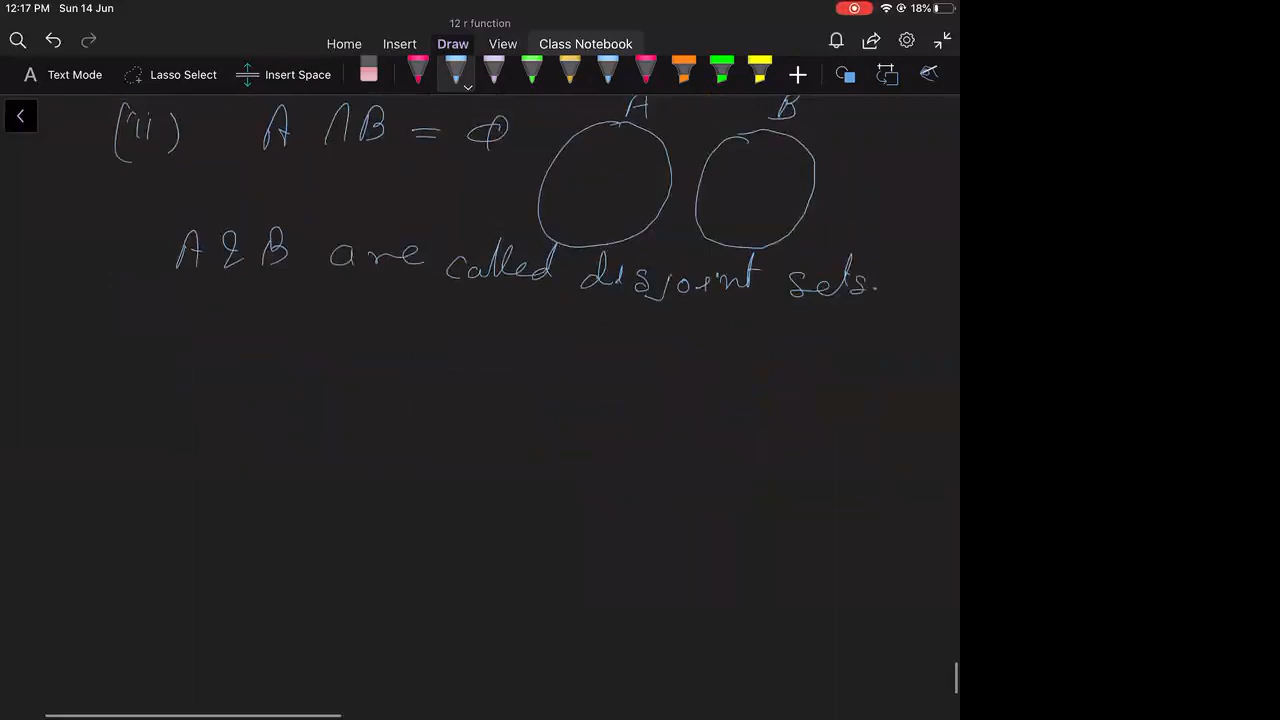 12:17 PM Sun 14 Jun 18%
12 r function
Home Insert Draw View Class Notebook
A Text Mode Lasso Select Insert Space
A B
(ii) A ∩ B = Φ
A & B are called disjoint sets.